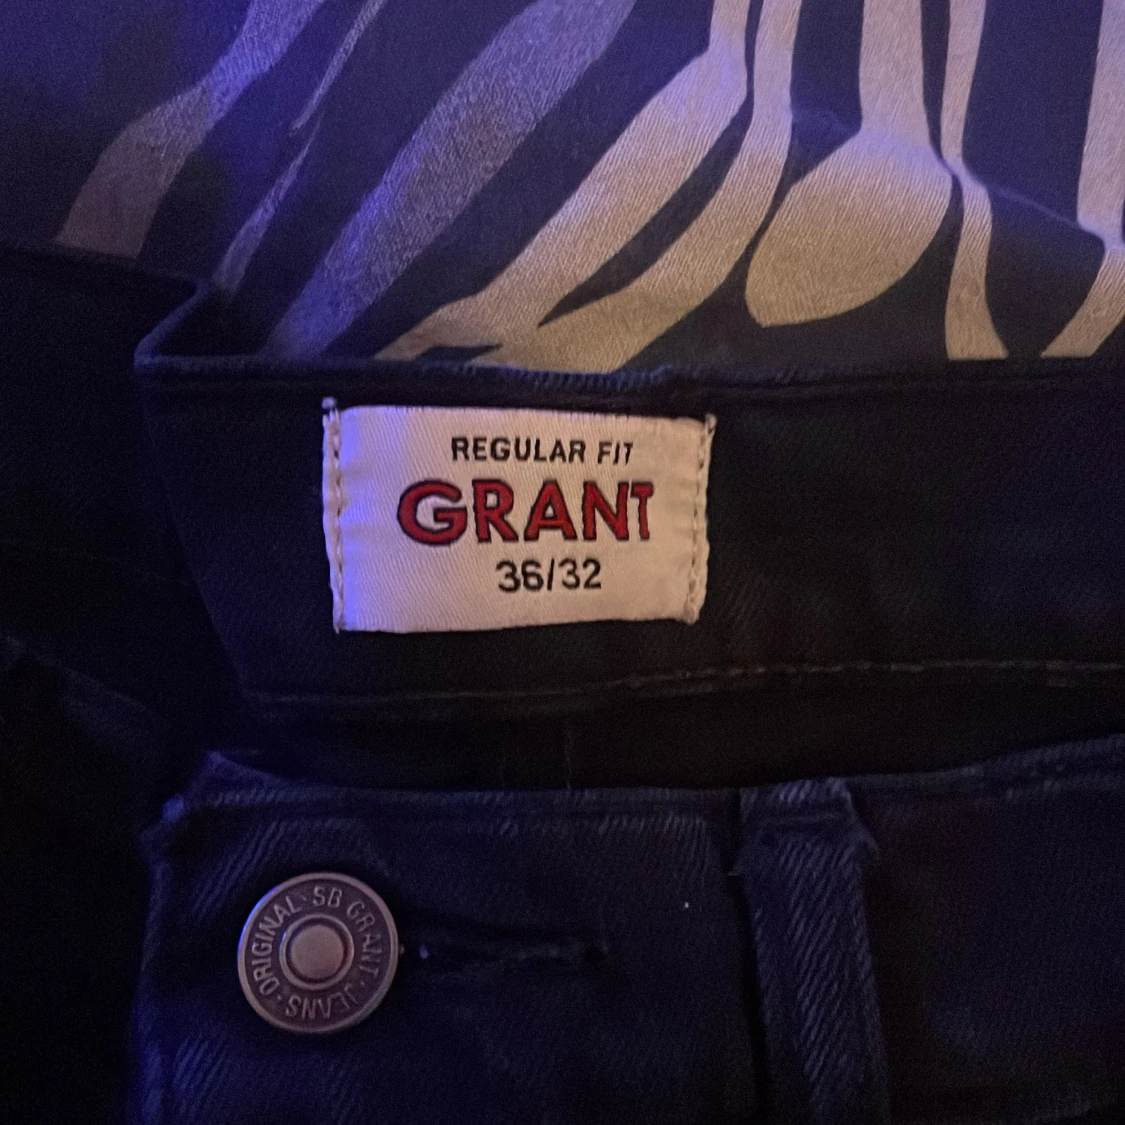 REGULAR FIT
GRANT
36/32
ORIGINAL·SB GRANT·JEANS·